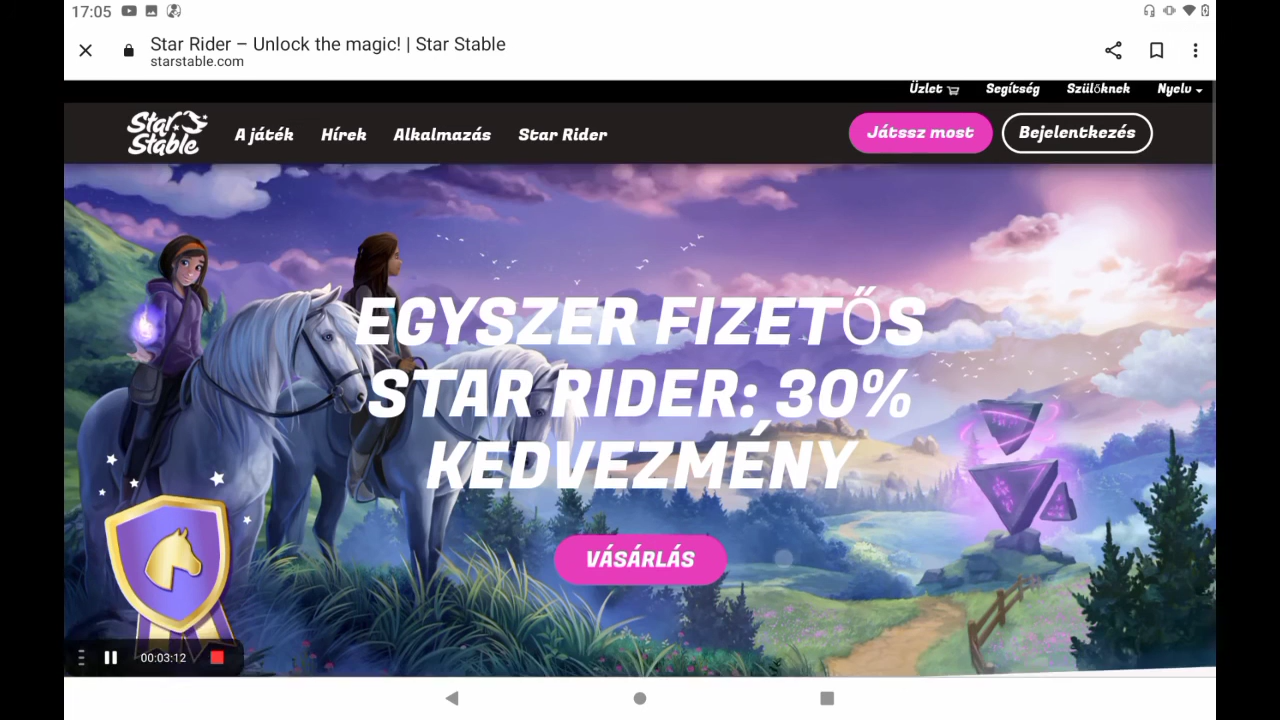 17:05
Star Rider – Unlock the magic! | Star Stable
starstable.com
Üzlet Segítség Szülőknek Nyelv
Star Stable
A játék Hírek Alkalmazás Star Rider Játssz most Bejelentkezés
EGYSZER FIZETŐS
STAR RIDER: 30%
KEDVEZMÉNY
VÁSÁRLÁS
00:03:12